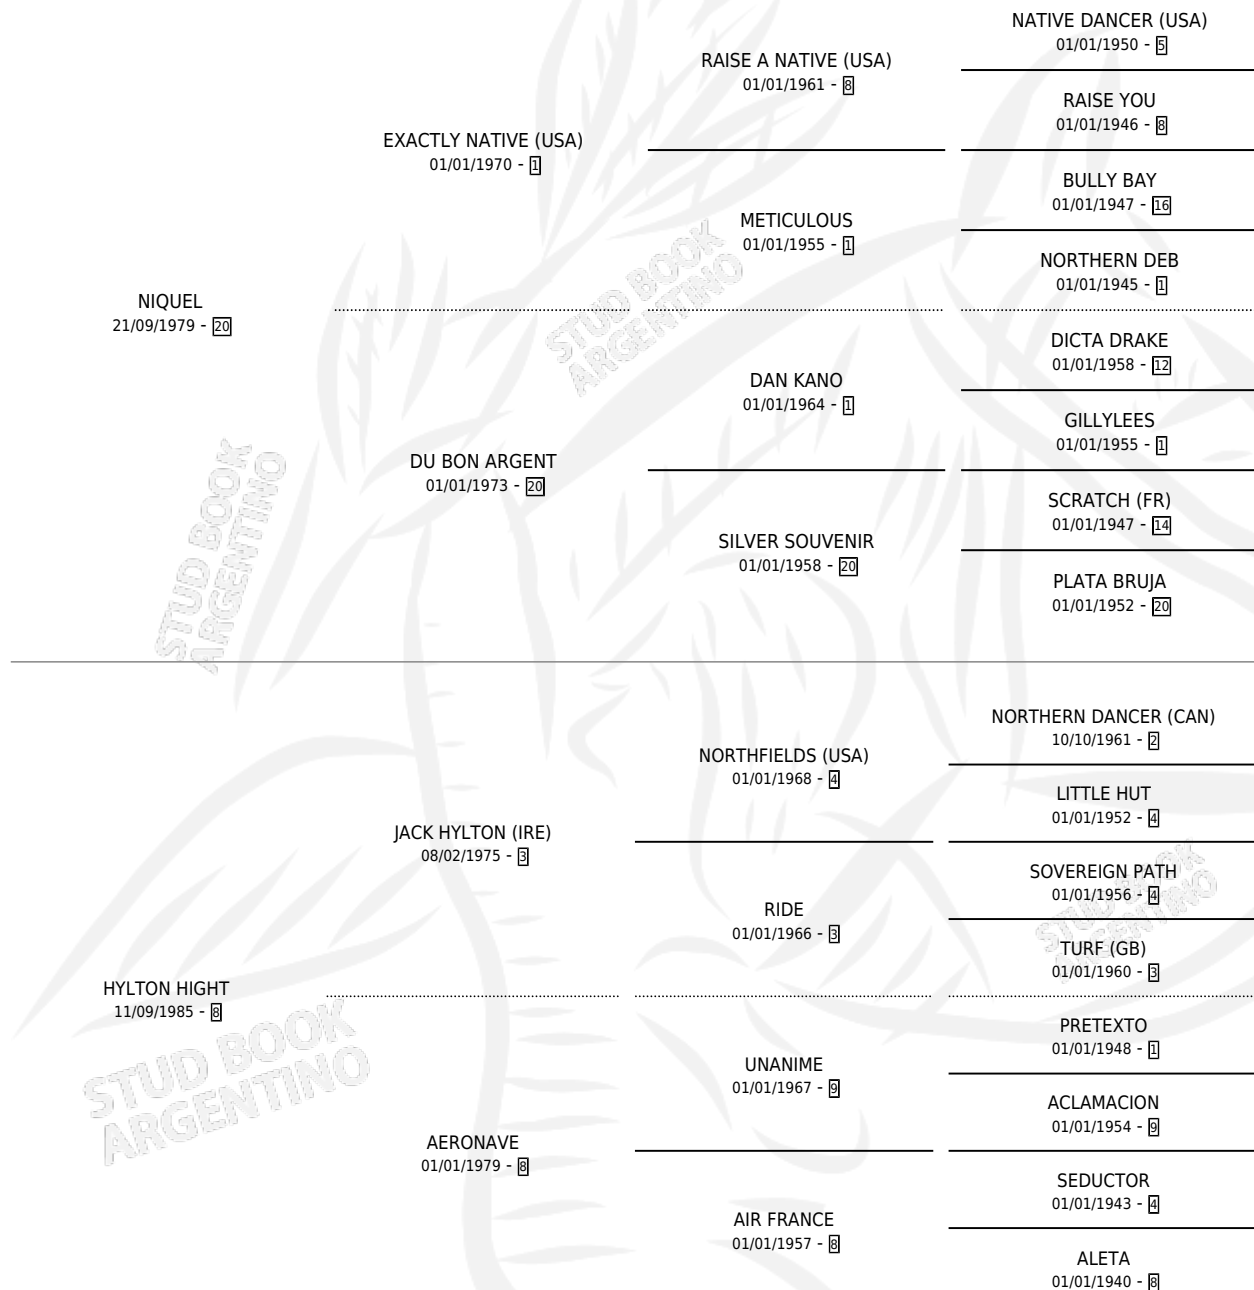 NATIVE DANCER (USA)
01/01/1950 - 5
RAISE A NATIVE (USA)
01/01/1961 - 8
RAISE YOU
01/01/1946 - 8
EXACTLY NATIVE (USA)
01/01/1970 - 1
BULLY BAY
01/01/1947 - 16
METICULOUS
01/01/1955 - 1
NORTHERN DEB
01/01/1945 - 1
NIQUEL
21/09/1979 - 20
DICTA DRAKE
01/01/1958 - 12
DAN KANO
01/01/1964 - 1
GILLYLEES
01/01/1955 - 1
DU BON ARGENT
01/01/1973 - 20
SCRATCH (FR)
01/01/1947 - 14
SILVER SOUVENIR
01/01/1958 - 20
PLATA BRUJA
01/01/1952 - 20
STUD BOOK
ARGENTINO
STUD BOOK
ARGENTINO
NORTHERN DANCER (CAN)
10/10/1961 - 2
NORTHFIELDS (USA)
01/01/1968 - 4
LITTLE HUT
01/01/1952 - 4
JACK HYLTON (IRE)
08/02/1975 - 3
SOVEREIGN PATH
01/01/1956 - 4
RIDE
01/01/1966 - 3
TURF (GB)
01/01/1960 - 3
STUD BOOK
ARGENTINO
HYLTON HIGHT
11/09/1985 - 8
PRETEXTO
01/01/1948 - 1
UNANIME
01/01/1967 - 9
ACLAMACION
01/01/1954 - 9
AERONAVE
01/01/1979 - 8
SEDUCTOR
01/01/1943 - 4
AIR FRANCE
01/01/1957 - 8
ALETA
01/01/1940 - 8
STUD BOOK
ARGENTINO